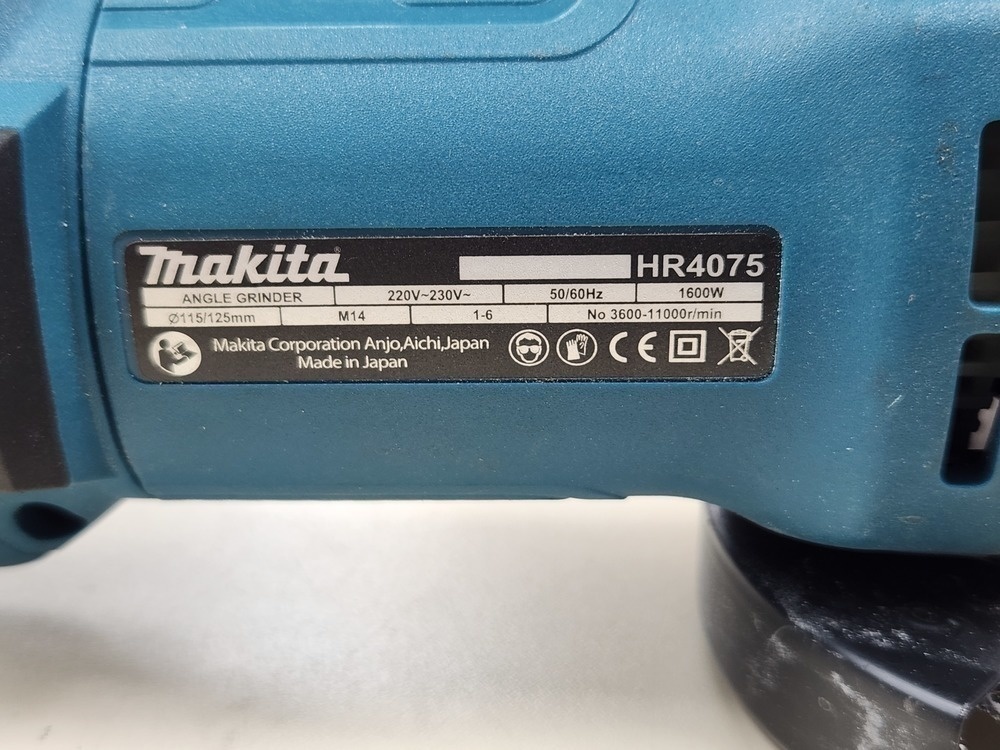 makita®
HR4075
ANGLE GRINDER 220V~230V~ 50/60Hz 1600W
Ø115/125mm M14 1-6 No 3600-11000r/min
Makita Corporation Anjo,Aichi,Japan
Made in Japan
CE